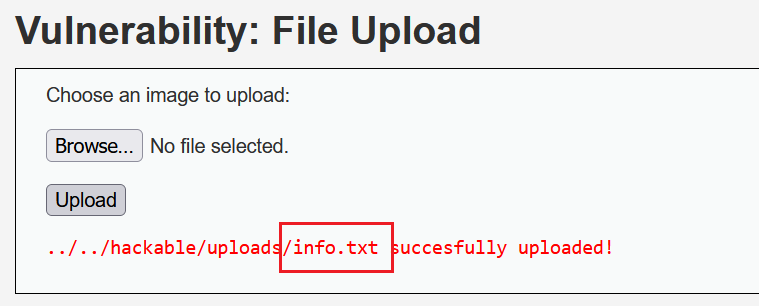 Vulnerability: File Upload
Choose an image to upload:
Browse... No file selected.
Upload
../../hackable/uploads/info.txt succesfully uploaded!